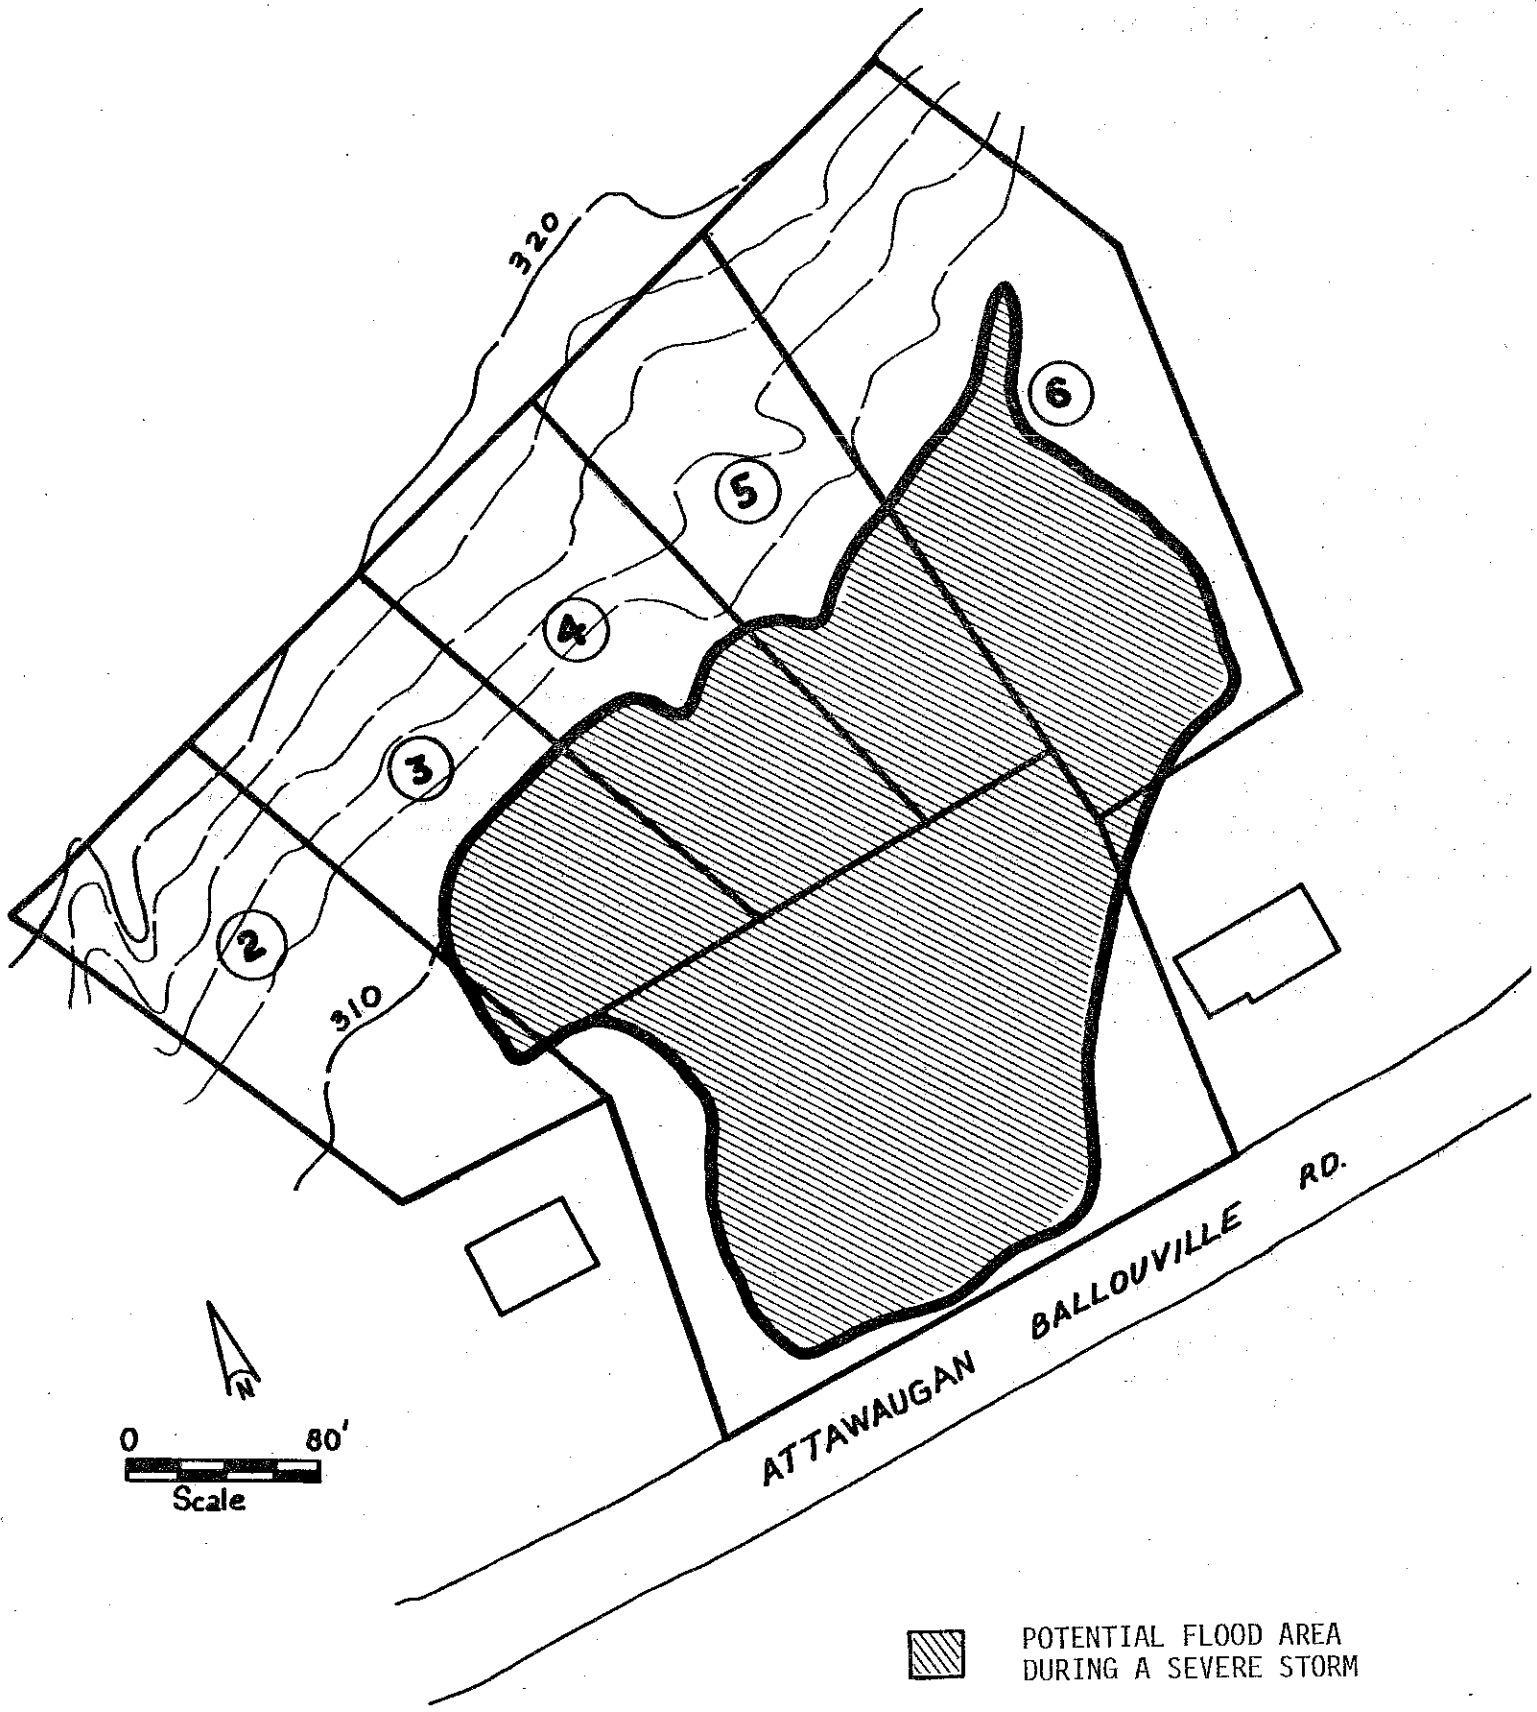 320
6
5
4
3
2
310
ATTAWAUGAN BALLOUVILLE RD.
N
0 80'
Scale
POTENTIAL FLOOD AREA
DURING A SEVERE STORM